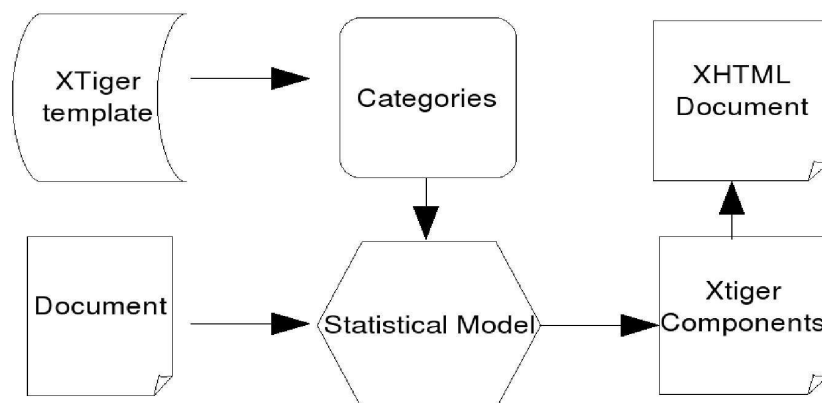 XTiger
template
Categories
XHTML
Document
Document
Statistical Model
Xtiger
Components